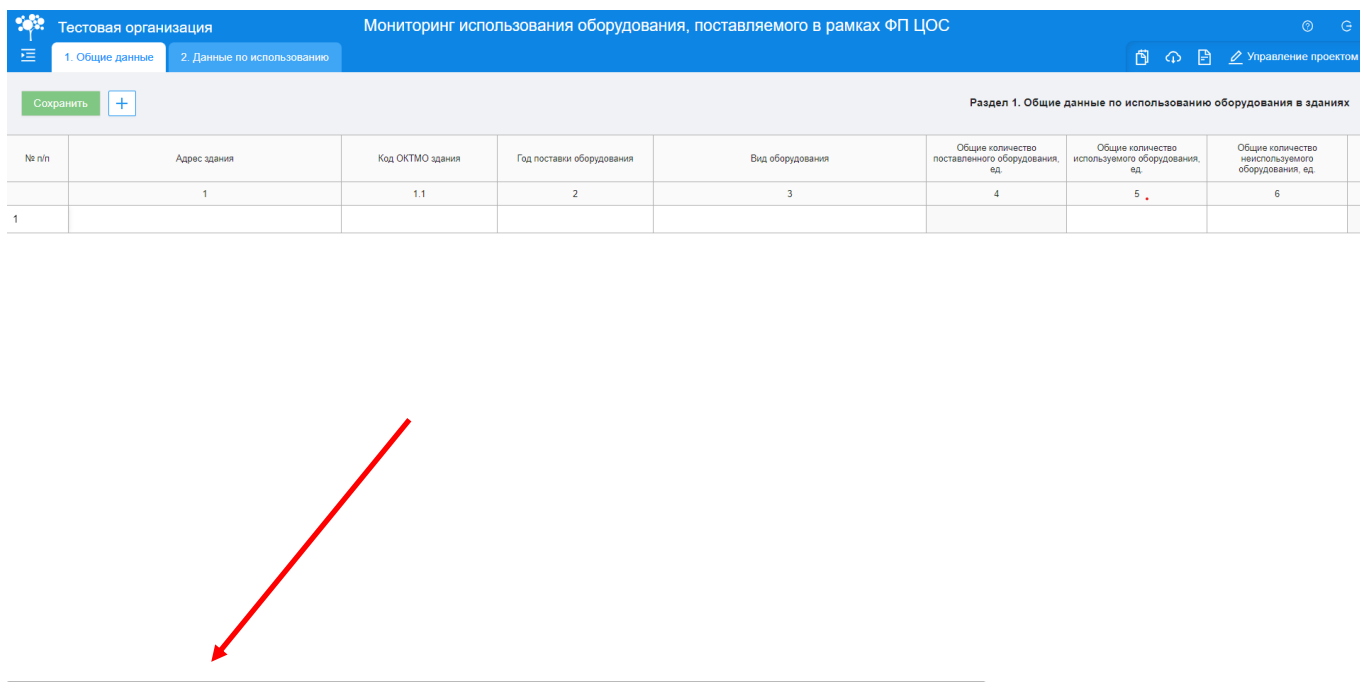 Тестовая организация
Мониторинг использования оборудования, поставляемого в рамках ФП ЦОС
1. Общие данные
2. Данные по использованию
Управление проектом
Сохранить
Раздел 1. Общие данные по использованию оборудования в зданиях
№ п/п
Адрес здания
Код ОКТМО здания
Год поставки оборудования
Вид оборудования
Общие количество
поставленного оборудования,
ед.
Общие количество
используемого оборудования,
ед.
Общие количество
неиспользуемого
оборудования, ед.
1
1.1
2
3
4
5
6
1